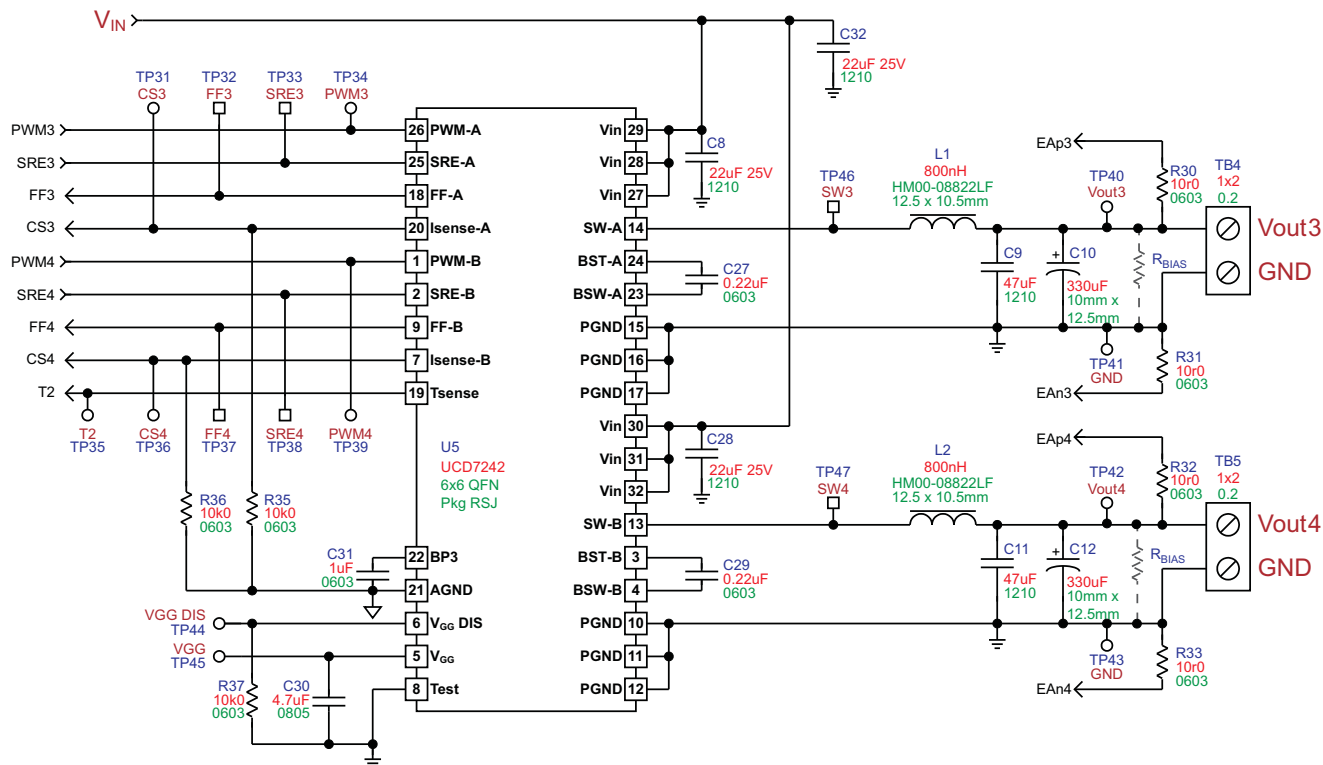 VIN
C32
22uF 25V
1210
TP31
CS3
TP32
FF3
TP33
SRE3
TP34
PWM3
PWM3
SRE3
FF3
CS3
PWM4
SRE4
FF4
CS4
T2
T2
TP35
CS4
TP36
FF4
TP37
SRE4
TP38
PWM4
TP39
26 PWM-A
25 SRE-A
18 FF-A
20 Isense-A
1 PWM-B
2 SRE-B
9 FF-B
7 Isense-B
19 Tsense
U5
UCD7242
6x6 QFN
Pkg RSJ
22 BP3
21 AGND
6 VGG DIS
5 VGG
8 Test
Vin 29
Vin 28
Vin 27
SW-A 14
BST-A 24
BSW-A 23
PGND 15
PGND 16
PGND 17
Vin 30
Vin 31
Vin 32
SW-B 13
BST-B 3
BSW-B 4
PGND 10
PGND 11
PGND 12
R36
10k0
0603
R35
10k0
0603
C31
1uF
0603
VGG DIS
TP44
VGG
TP45
R37
10k0
0603
C30
4.7uF
0805
C8
22uF 25V
1210
C27
0.22uF
0603
C28
22uF 25V
1210
C29
0.22uF
0603
TP46
SW3
L1
800nH
HM00-08822LF
12.5 x 10.5mm
C9
47uF
1210
+
C10
330uF
10mm x
12.5mm
EAp3
TP40
Vout3
RBIAS
R30
10r0
0603
TB4
1x2
0.2
Vout3
GND
TP41
GND
R31
10r0
0603
EAn3
TP47
SW4
L2
800nH
HM00-08822LF
12.5 x 10.5mm
C11
47uF
1210
+
C12
330uF
10mm x
12.5mm
EAp4
TP42
Vout4
RBIAS
R32
10r0
0603
TB5
1x2
0.2
Vout4
GND
TP43
GND
R33
10r0
0603
EAn4